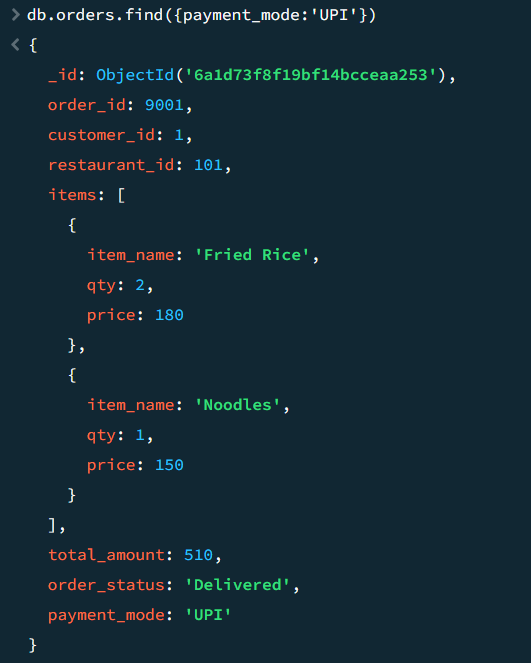 > db.orders.find({payment_mode:'UPI'})
< {
_id: ObjectId('6a1d73f8f19bf14bcceaa253'),
order_id: 9001,
customer_id: 1,
restaurant_id: 101,
items: [
{
item_name: 'Fried Rice',
qty: 2,
price: 180
},
{
item_name: 'Noodles',
qty: 1,
price: 150
}
],
total_amount: 510,
order_status: 'Delivered',
payment_mode: 'UPI'
}